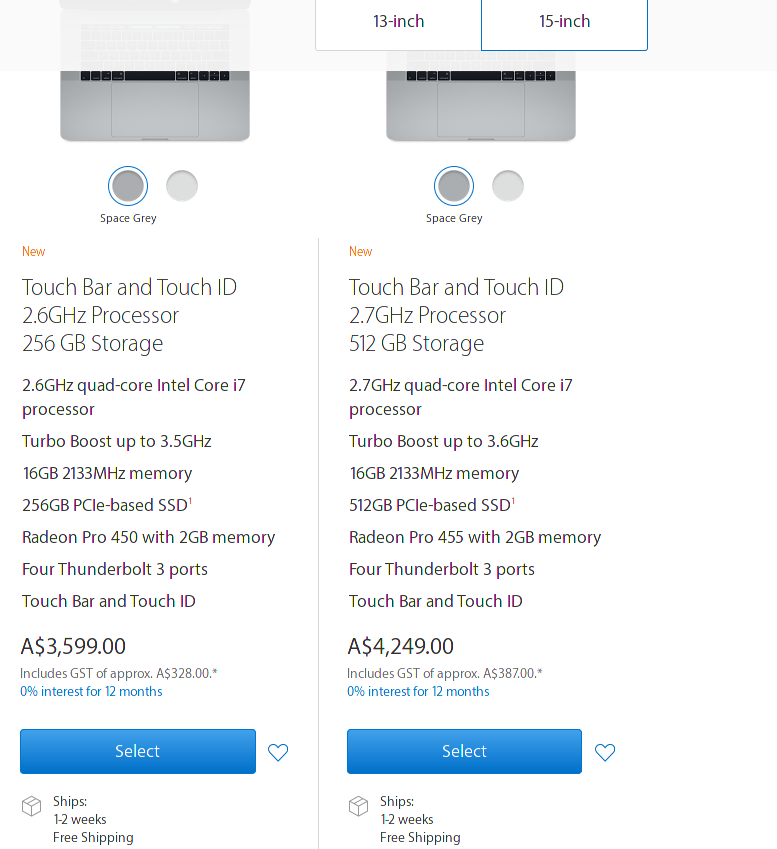 13-inch
15-inch
Space Grey
New
Touch Bar and Touch ID
2.6GHz Processor
256 GB Storage
2.6GHz quad-core Intel Core i7
processor
Turbo Boost up to 3.5GHz
16GB 2133MHz memory
256GB PCIe-based SSD¹
Radeon Pro 450 with 2GB memory
Four Thunderbolt 3 ports
Touch Bar and Touch ID
A$3,599.00
Includes GST of approx. A$328.00.*
0% interest for 12 months
Select
Ships:
1-2 weeks
Free Shipping
Space Grey
New
Touch Bar and Touch ID
2.7GHz Processor
512 GB Storage
2.7GHz quad-core Intel Core i7
processor
Turbo Boost up to 3.6GHz
16GB 2133MHz memory
512GB PCIe-based SSD¹
Radeon Pro 455 with 2GB memory
Four Thunderbolt 3 ports
Touch Bar and Touch ID
A$4,249.00
Includes GST of approx. A$387.00.*
0% interest for 12 months
Select
Ships:
1-2 weeks
Free Shipping